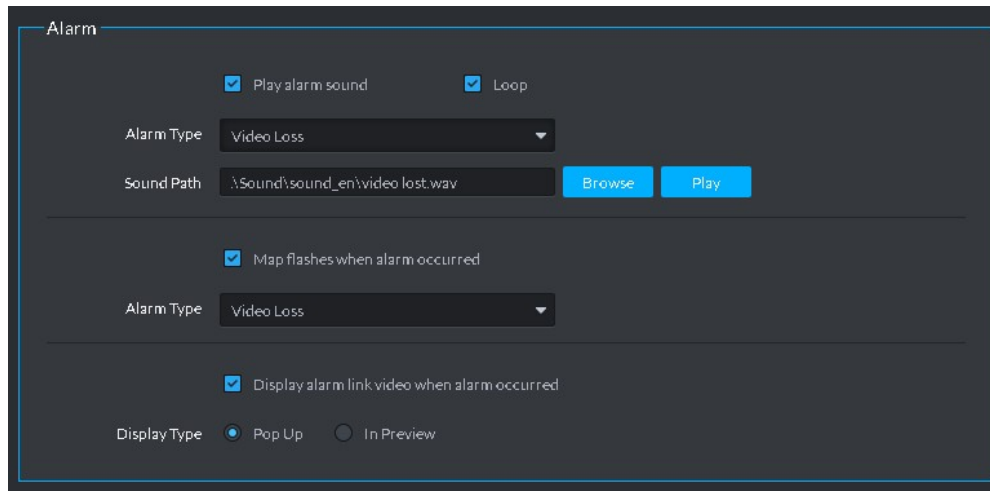 Alarm
Play alarm sound Loop
Alarm Type Video Loss
Sound Path .\Sound\sound_en\video lost.wav Browse Play
Map flashes when alarm occurred
Alarm Type Video Loss
Display alarm link video when alarm occurred
Display Type Pop Up In Preview